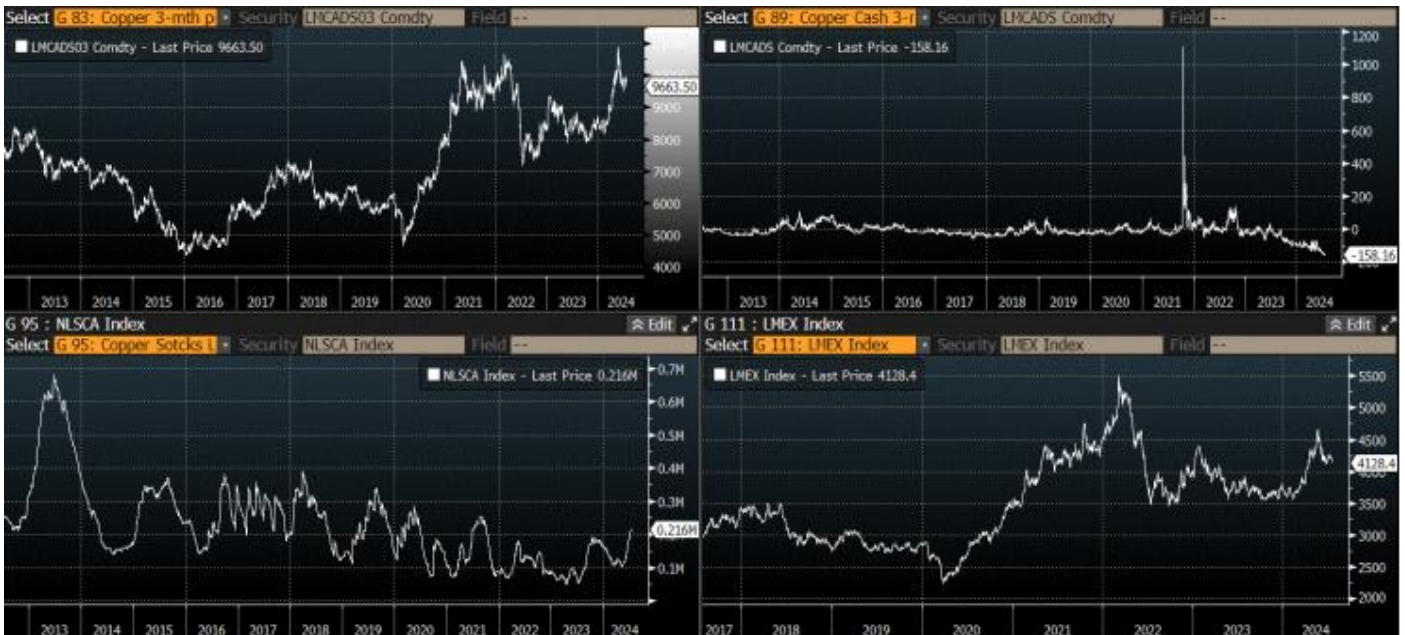 Select G 83: Copper 3-mth p Security LMCADS03 Comdty Field --
LMCADS03 Comdty - Last Price 9663.50
9663.50
9000
8000
7000
6000
5000
4000
2013 2014 2015 2016 2017 2018 2019 2020 2021 2022 2023 2024
Select G 89: Copper Cash 3-r Security LMCADS Comdty Field --
LMCADS Comdty - Last Price -158.16
1200
1000
800
600
400
200
0
-158.16
2013 2014 2015 2016 2017 2018 2019 2020 2021 2022 2023 2024
G 95 : NLSCA Index Edit
Select G 95: Copper Sotcks L Security NLSCA Index Field --
NLSCA Index - Last Price 0.216M
0.7M
0.6M
0.5M
0.4M
0.3M
0.216M
0.1M
2013 2014 2015 2016 2017 2018 2019 2020 2021 2022 2023 2024
G 111 : LMEX Index Edit
Select G 111: LMEX Index Security LMEX Index Field --
LMEX Index - Last Price 4128.4
5500
5000
4500
4128.4
3500
3000
2500
2000
2017 2018 2019 2020 2021 2022 2023 2024